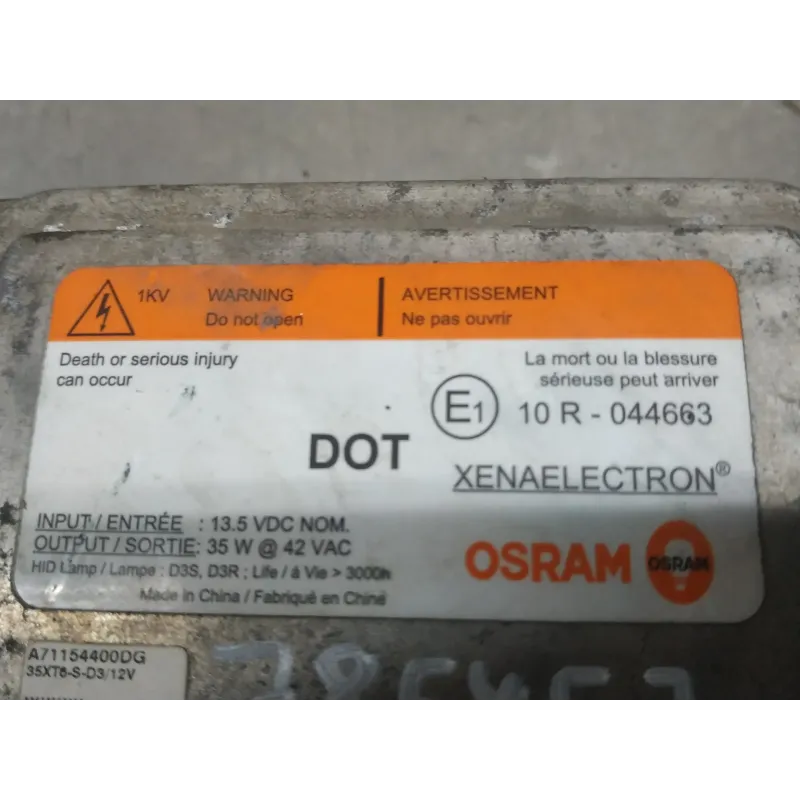 1KV WARNING
Do not open
AVERTISSEMENT
Ne pas ouvrir
Death or serious injury
can occur
La mort ou la blessure
sérieuse peut arriver
E1 10 R - 044663
DOT
XENAELECTRON®
INPUT / ENTRÉE : 13.5 VDC NOM.
OUTPUT / SORTIE: 35 W @ 42 VAC
HID Lamp / Lampe : D3S, D3R ; Life / à Vie > 3000h
Made in China / Fabriqué en Chine
OSRAM
OSRAM
A71154400DG
35XT6-S-D3/12V